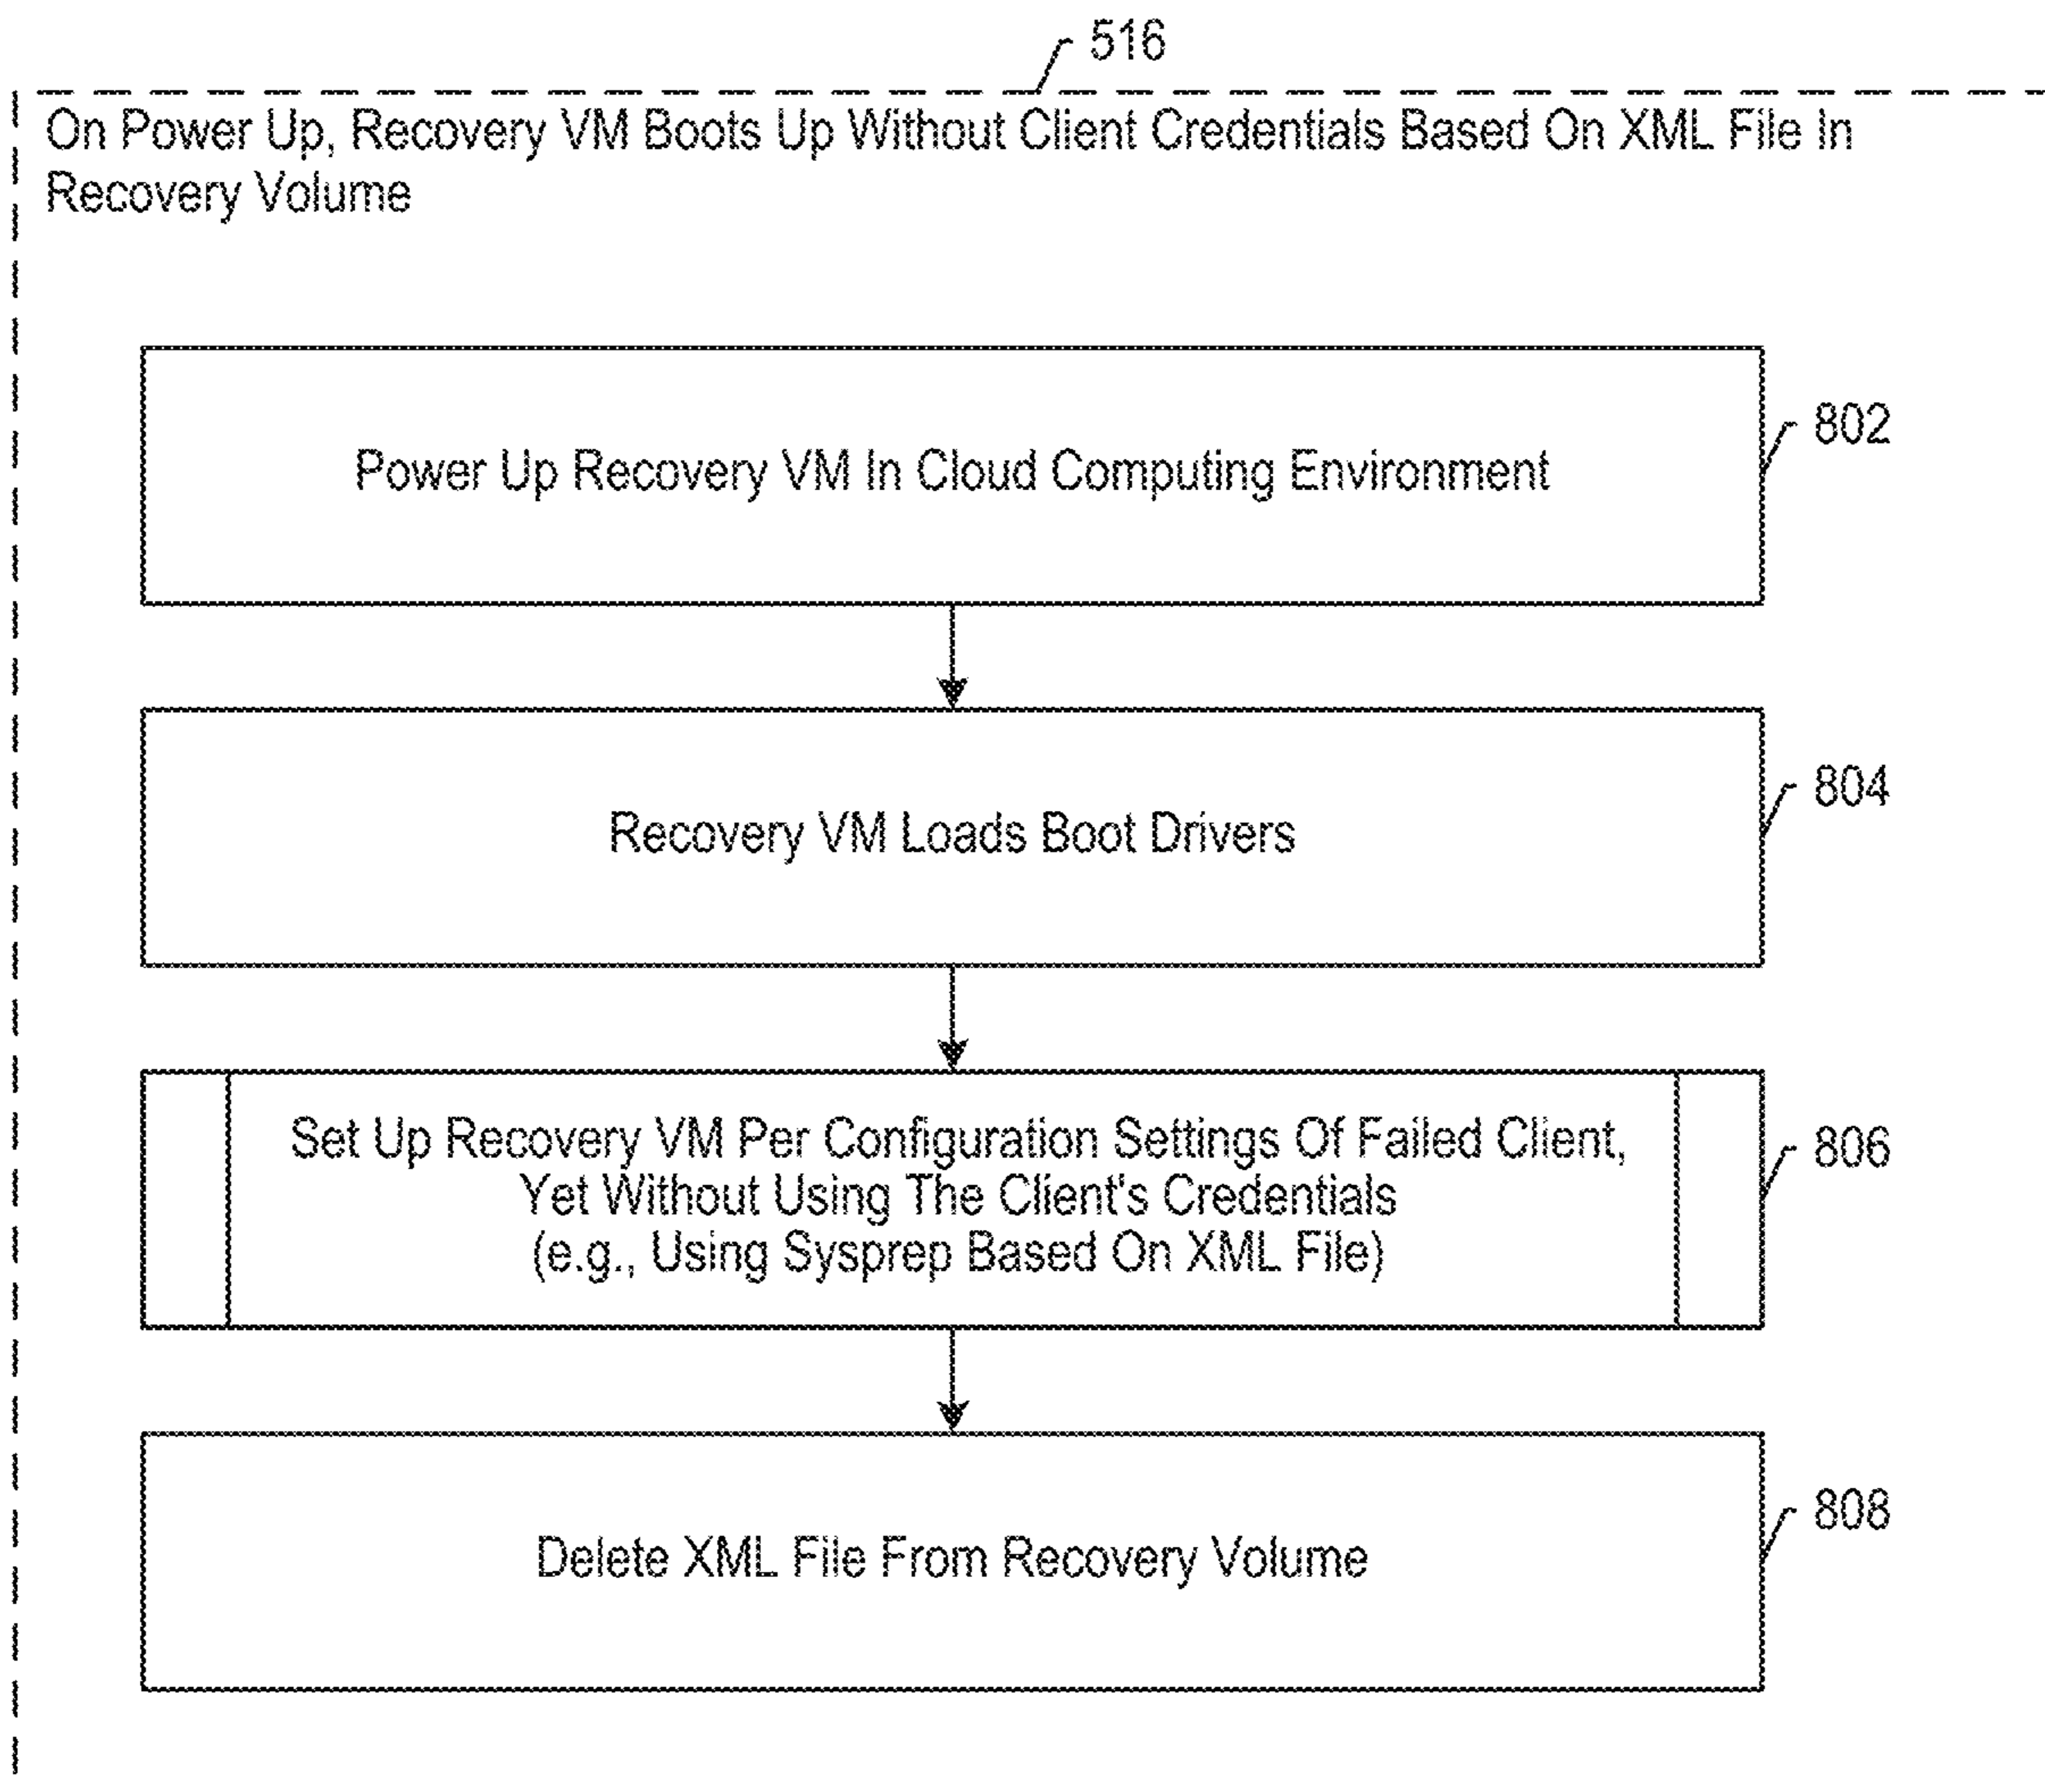 516
On Power Up, Recovery VM Boots Up Without Client Credentials Based On XML File In
Recovery Volume
Power Up Recovery VM In Cloud Computing Environment
802
Recovery VM Loads Boot Drivers
804
Set Up Recovery VM Per Configuration Settings Of Failed Client,
Yet Without Using The Client's Credentials
(e.g., Using Sysprep Based On XML File)
806
Delete XML File From Recovery Volume
808